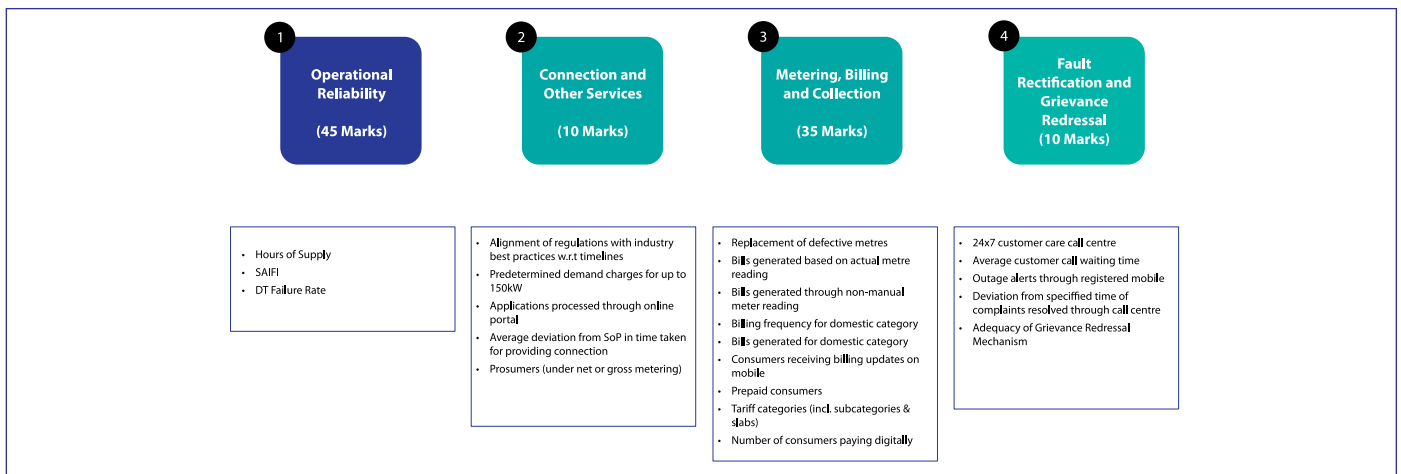 1
Operational
Reliability
(45 Marks)
2
Connection and
Other Services
(10 Marks)
3
Metering, Billing
and Collection
(35 Marks)
4
Fault
Rectification and
Grievance
Redressal
(10 Marks)
• Hours of Supply
• SAIFI
• DT Failure Rate
• Alignment of regulations with industry
best practices w.r.t timelines
• Predetermined demand charges for up to
150kW
• Applications processed through online
portal
• Average deviation from SoP in time taken
for providing connection
• Prosumers (under net or gross metering)
• Replacement of defective metres
• Bills generated based on actual metre
reading
• Bills generated through non-manual
meter reading
• Billing frequency for domestic category
• Bills generated for domestic category
• Consumers receiving billing updates on
mobile
• Prepaid consumers
• Tariff categories (incl. subcategories &
slabs)
• Number of consumers paying digitally
• 24x7 customer care call centre
• Average customer call waiting time
• Outage alerts through registered mobile
• Deviation from speciffied time of
complaints resolved through call centre
• Adequacy of Grievance Redressal
Mechanism